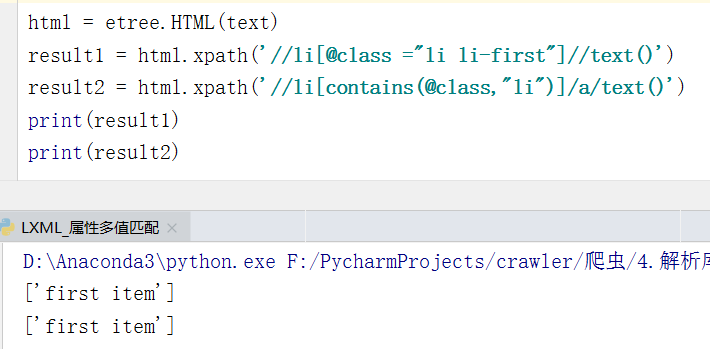 html = etree.HTML(text)
result1 = html.xpath('//li[@class ="li li-first"]//text()')
result2 = html.xpath('//li[contains(@class,"li")]/a/text()')
print(result1)
print(result2)
LXML_属性多值匹配 ×
D:\Anaconda3\python.exe F:/PycharmProjects/crawler/爬虫/4.解析库
['first item']
['first item']